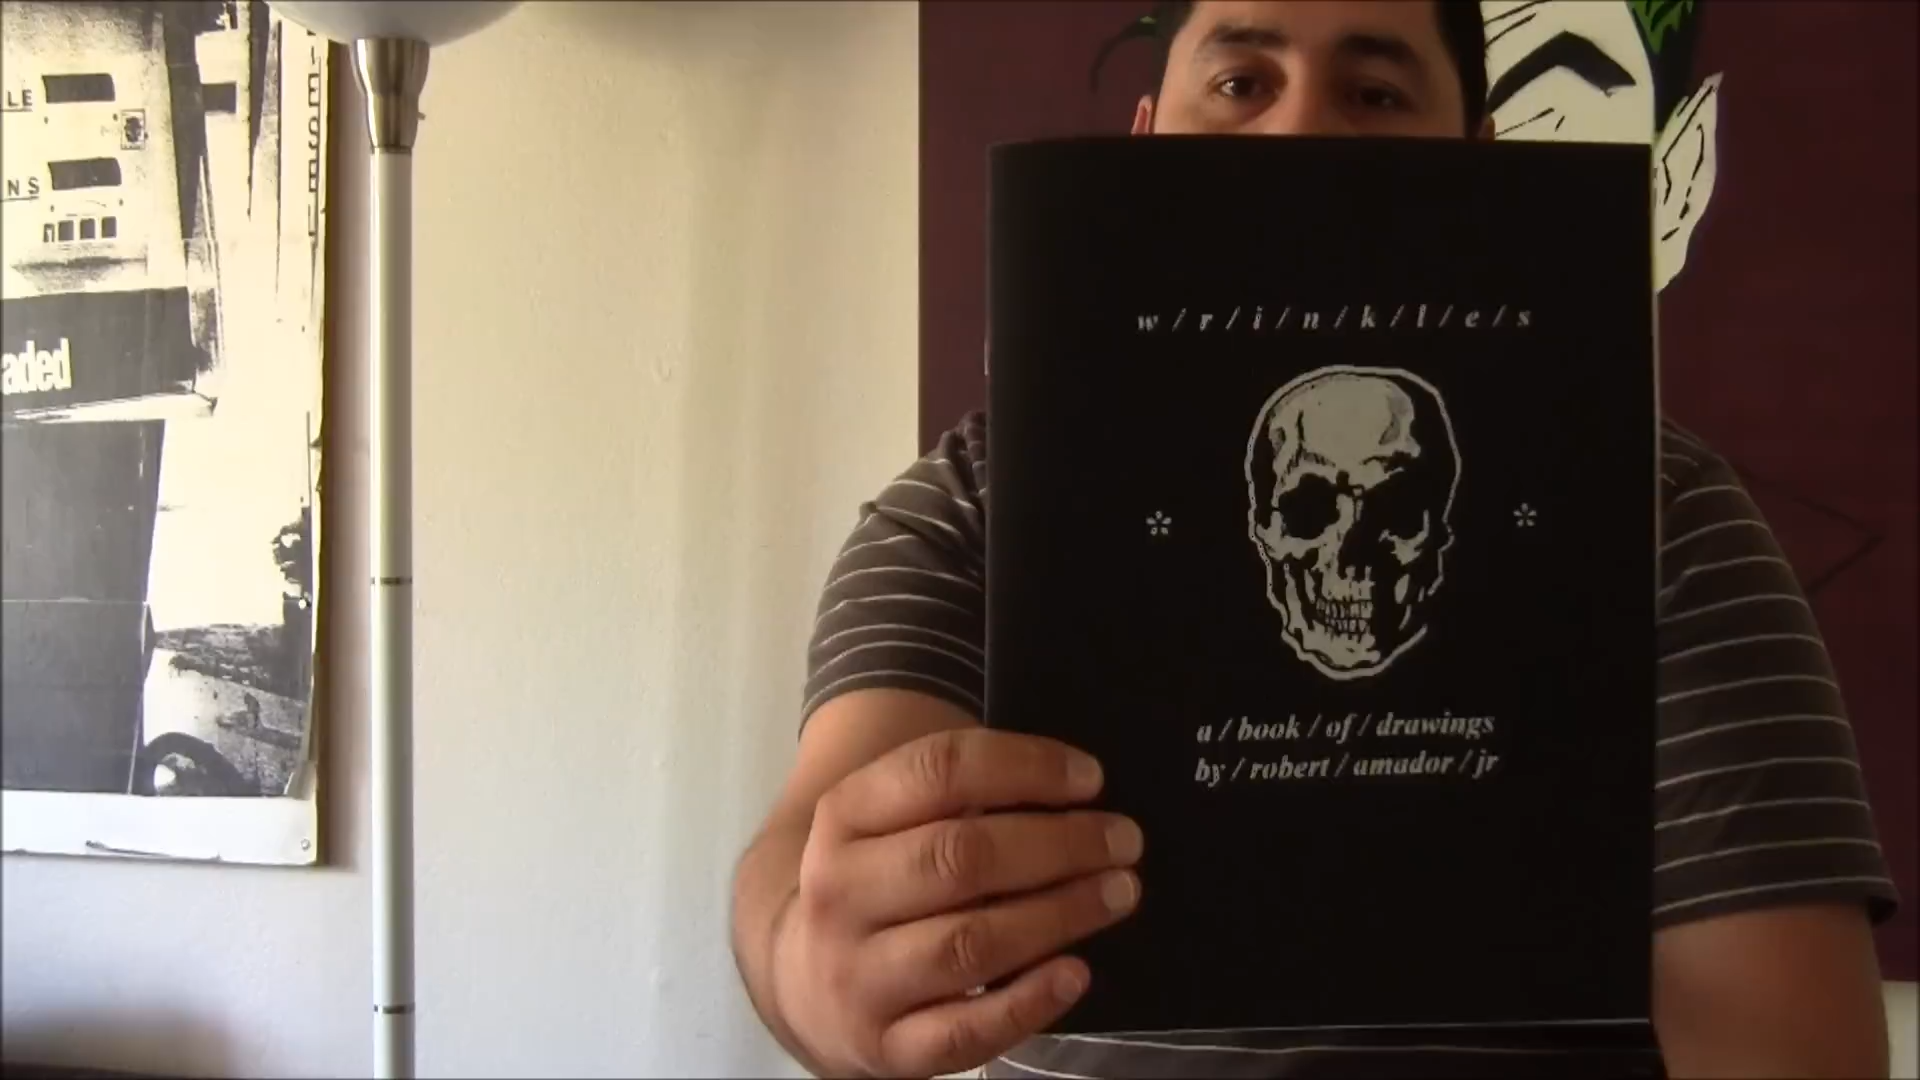 LE
NS
aded
w / r / i / n / k / l / e / s
* *
a / book / of / drawings
by / robert / amador / jr